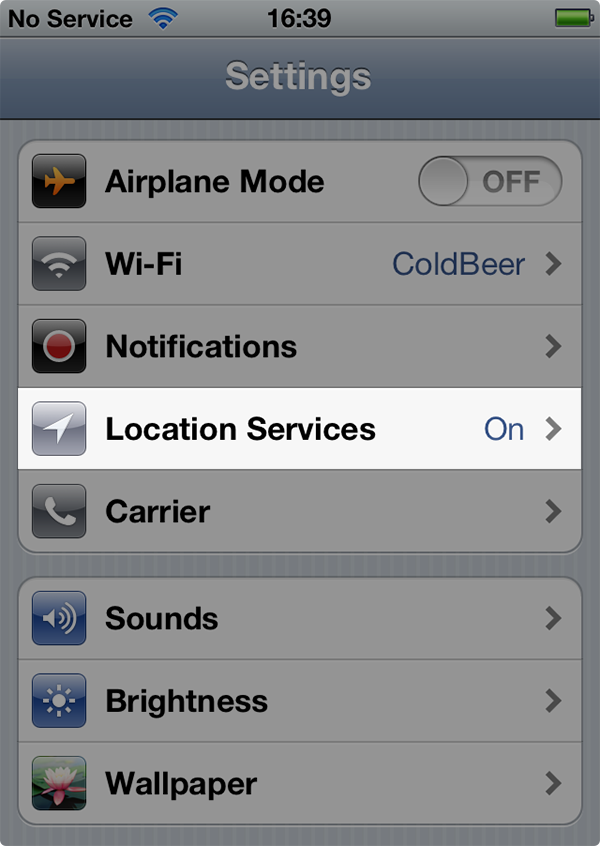 No Service 16:39
Settings
Airplane Mode OFF
Wi-Fi ColdBeer
Notifications
Location Services On
Carrier
Sounds
Brightness
Wallpaper